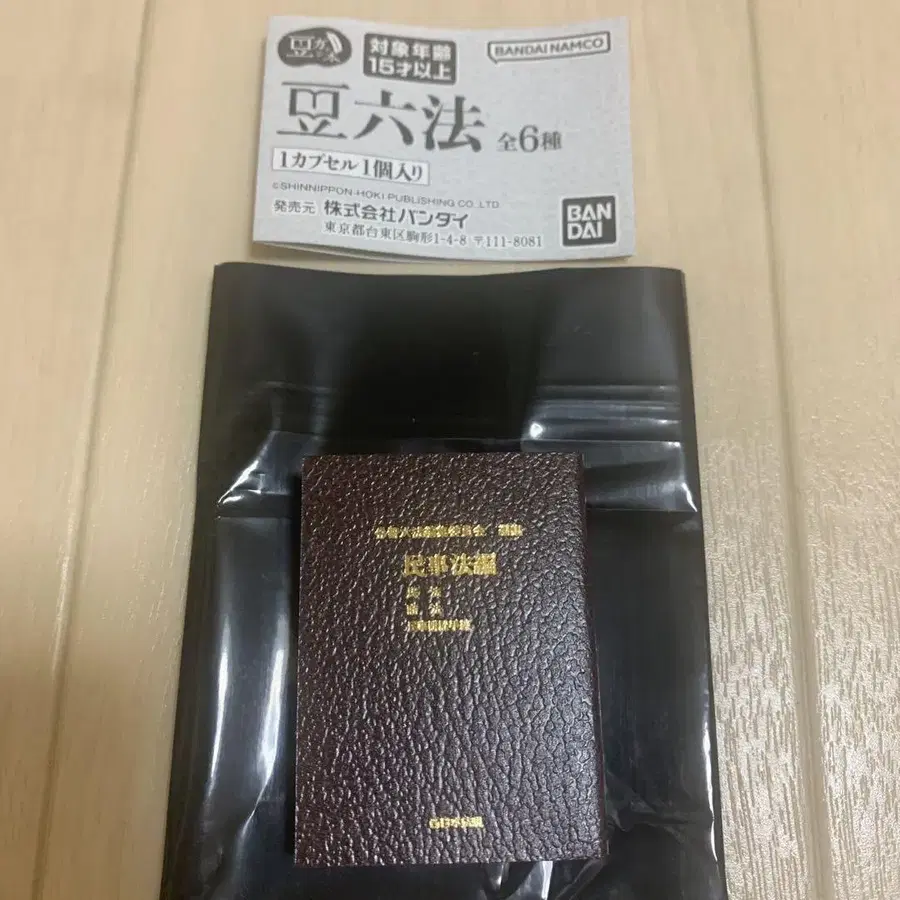 豆ガシャ本
対象年齢
15才以上
BANDAI NAMCO
豆六法 全6種
1カプセル1個入り
©SHINNIPPON-HOKI PUBLISHING CO.,LTD.
発売元 株式会社バンダイ
東京都台東区駒形1-4-8 〒111-8081
BAN
DAI
民事法編